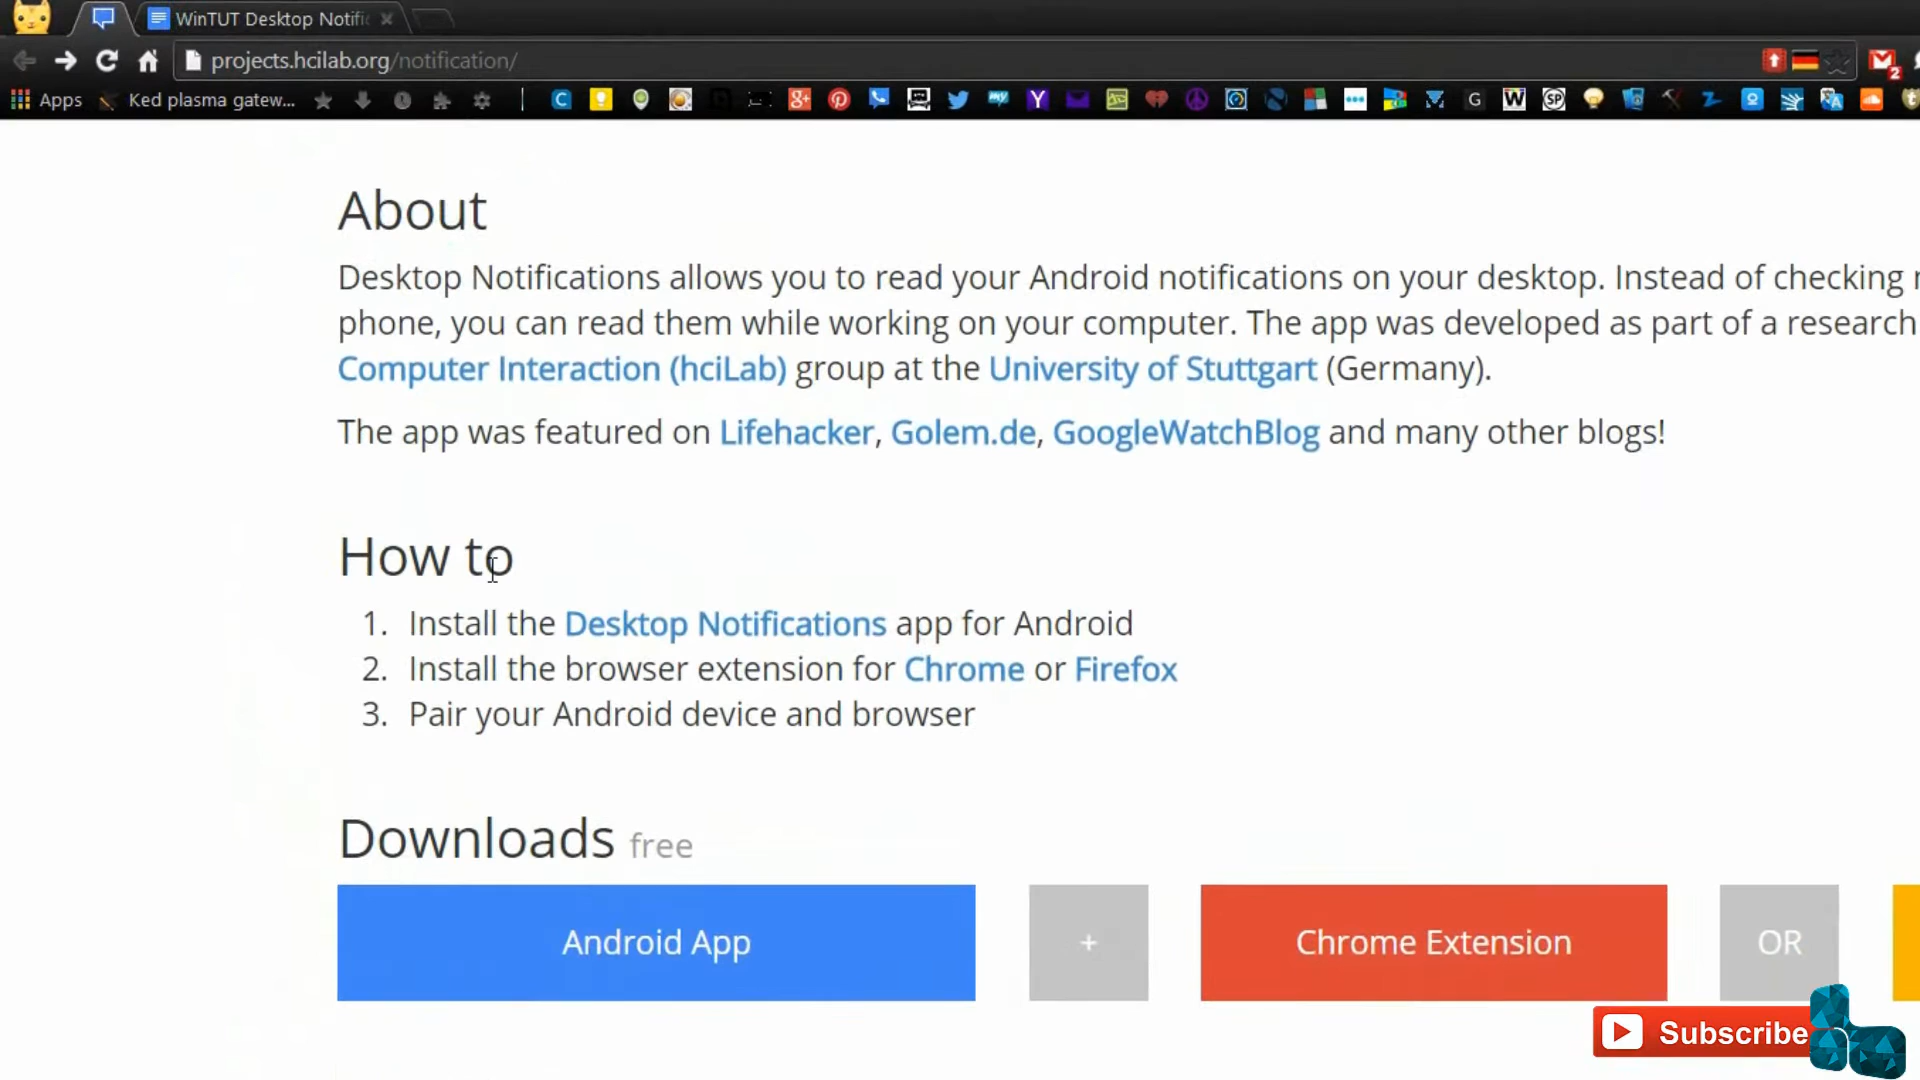 WinTUT Desktop Notifi
projects.hcilab.org/notification/
2
Apps Ked plasma gatew...
About
Desktop Notifications allows you to read your Android notifications on your desktop. Instead of checking
phone, you can read them while working on your computer. The app was developed as part of a research
Computer Interaction (hciLab) group at the University of Stuttgart (Germany).
The app was featured on Lifehacker, Golem.de, GoogleWatchBlog and many other blogs!
How to
1. Install the Desktop Notifications app for Android
2. Install the browser extension for Chrome or Firefox
3. Pair your Android device and browser
Downloads free
Android App + Chrome Extension OR
Subscribe